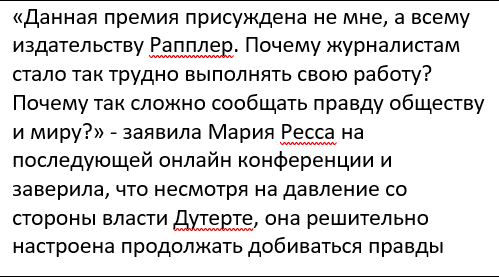 «Данная премия присуждена не мне, а всему
издательству Рапплер. Почему журналистам
стало так трудно выполнять свою работу?
Почему так сложно сообщать правду обществу
и миру?» - заявила Мария Ресса на
последующей онлайн конференции и
заверила, что несмотря на давление со
стороны власти Дутерте, она решительно
настроена продолжать добиваться правды